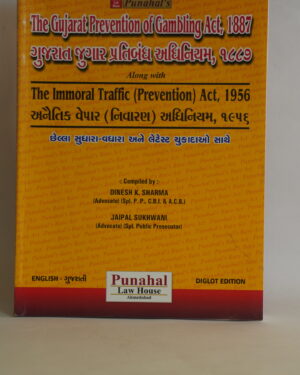 Punahal's
The Gujarat Prevention of Gambling Act, 1887
ગુજરાત જુગાર પ્રતિબંધ અધિનિયમ, ૧૮૮૭
Along with
The Immoral Traffic (Prevention) Act, 1956
અનૈતિક વેપાર (નિવારણ) અધિનિયમ, ૧૯૫૬
છેલ્લા સુધારા-વધારા અને લેટેસ્ટ ચુકાદાઓ સાથે
: Compiled by :
DINESH K. SHARMA
(Advocate) (Spl. P. P., C.B.I. & A.C.B.)
JAIPAL SUKHWANI
(Advocate) (Spl. Public Prosecutor)
ENGLISH - ગુજરાતી
Punahal
Law House
Ahmedabad
DIGLOT EDITION